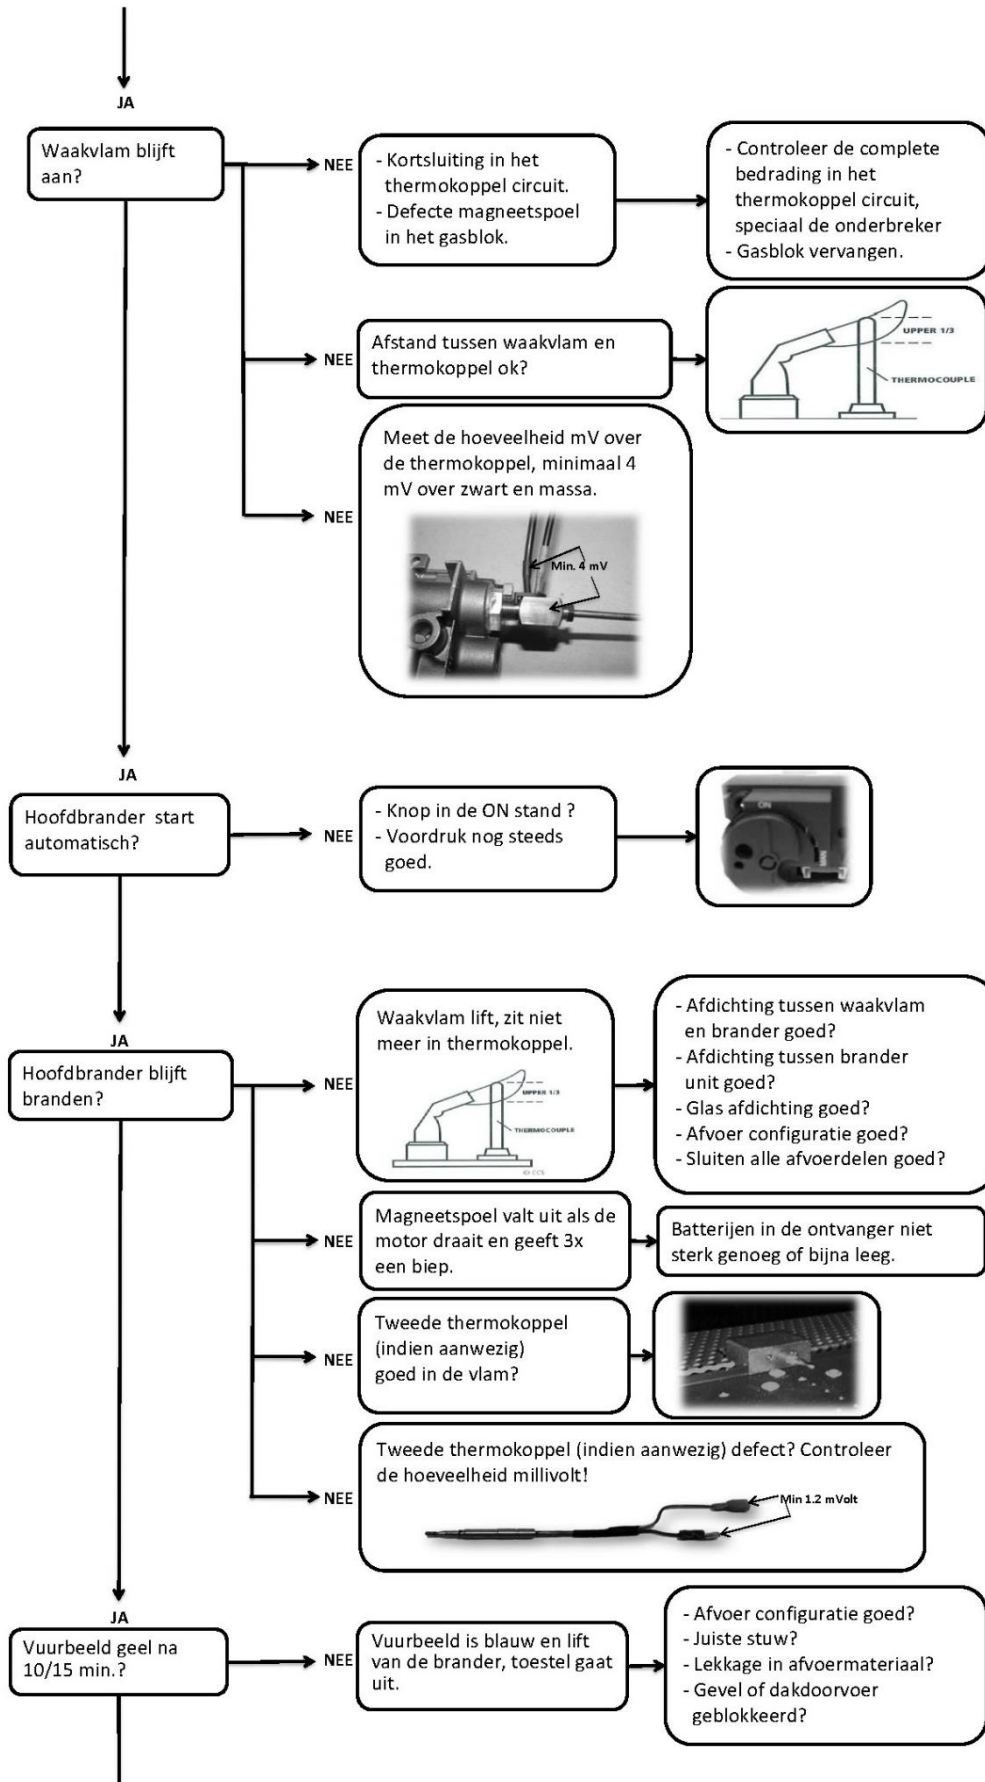 JA
Waakvlam blijft
aan?
NEE
- Kortsluiting in het
thermokoppel circuit.
- Defecte magneetspoel
in het gasblok.
- Controleer de complete
bedrading in het
thermokoppel circuit,
speciaal de onderbreker
- Gasblok vervangen.
NEE
Afstand tussen waakvlam en
thermokoppel ok?
UPPER 1/3
THERMOCOUPLE
NEE
Meet de hoeveelheid mV over
de thermokoppel, minimaal 4
mV over zwart en massa.
Min. 4 mV
JA
Hoofdbrander start
automatisch?
NEE
- Knop in de ON stand ?
- Voordruk nog steeds
goed.
ON
MAN
JA
Hoofdbrander blijft
branden?
NEE
Waakvlam lift, zit niet
meer in thermokoppel.
UPPER 1/3
THERMOCOUPLE
- Afdichting tussen waakvlam
en brander goed?
- Afdichting tussen brander
unit goed?
- Glas afdichting goed?
- Afvoer configuratie goed?
- Sluiten alle afvoerdelen goed?
NEE
Magneetspoel valt uit als de
motor draait en geeft 3x
een biep.
Batterijen in de ontvanger niet
sterk genoeg of bijna leeg.
NEE
Tweede thermokoppel
(indien aanwezig)
goed in de vlam?
NEE
Tweede thermokoppel (indien aanwezig) defect? Controleer
de hoeveelheid millivolt!
Min 1.2 mVolt
JA
Vuurbeeld geel na
10/15 min.?
NEE
Vuurbeeld is blauw en lift
van de brander, toestel gaat
uit.
- Afvoer configuratie goed?
- Juiste stuw?
- Lekkage in afvoermateriaal?
- Gevel of dakdoorvoer
geblokkeerd?